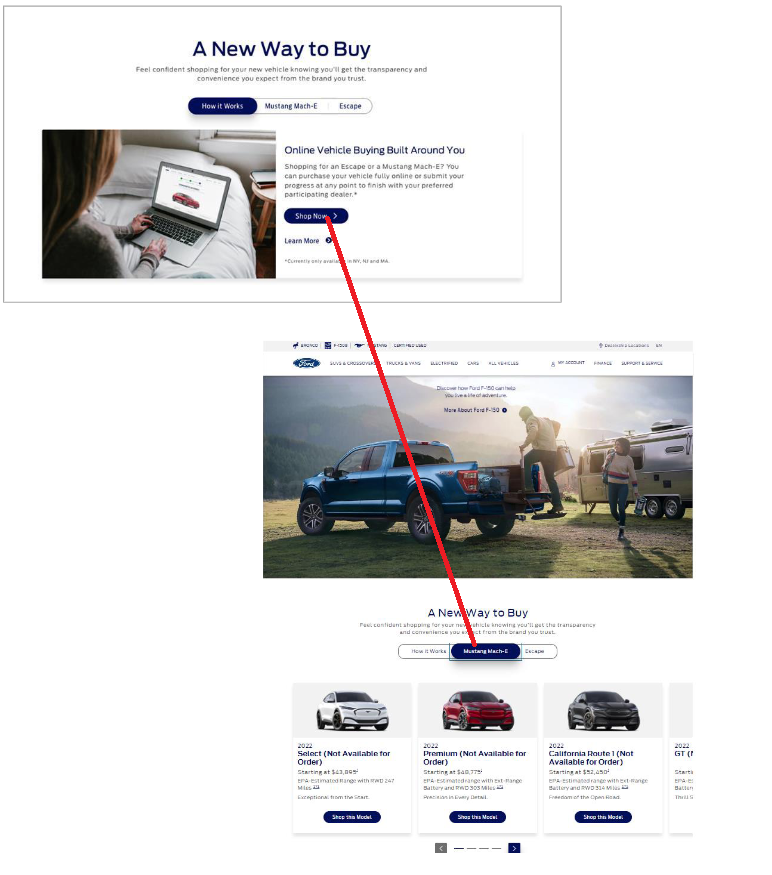 A New Way to Buy
Feel confident shopping for your new vehicle knowing you'll get the transparency and
convenience you expect from the brand you trust.
How it Works
Mustang Mach-E
Escape
Online Vehicle Buying Built Around You
Shopping for an Escape or a Mustang Mach-E? You
can purchase your vehicle fully online or submit your
progress at any point to finish with your preferred
participating dealer.*
Shop Now
Learn More
*Currently only available in NY, NJ and MA.
BRONCO
MUSTANG
CERTIFIED USED
EN
Ford
SUVS & CROSSOVERS
TRUCKS & VANS
ELECTRIFIED
CARS
ALL VEHICLES
MY ACCOUNT
FINANCE
SUPPORT & SERVICE
Discover how Ford F-150 can help
you live a life of adventure.
More About Ford F-150
A New Way to Buy
Feel confident shopping for your new vehicle knowing you'll get the transparency
and convenience you expect from the brand you trust.
How it Works
Mustang Mach-E
Escape
2022
Select (Not Available for
Order)
Starting at $43,895¹
EPA-Estimated Range with RWD 247
Miles
Exceptional from the Start.
Shop this Model
2022
Premium (Not Available for
Order)
Starting at $48,775¹
EPA-Estimated range with Ext-Range
Battery and RWD 303 Miles
Precision in Every Detail.
Shop this Model
2022
California Route 1 (Not
Available for Order)
Starting at $52,450¹
EPA-Estimated range with Ext-Range
Battery and RWD 314 Miles
Freedom of the Open Road.
Shop this Model
2022
GT (
Starts
EPA-E
Batter
Thrill S